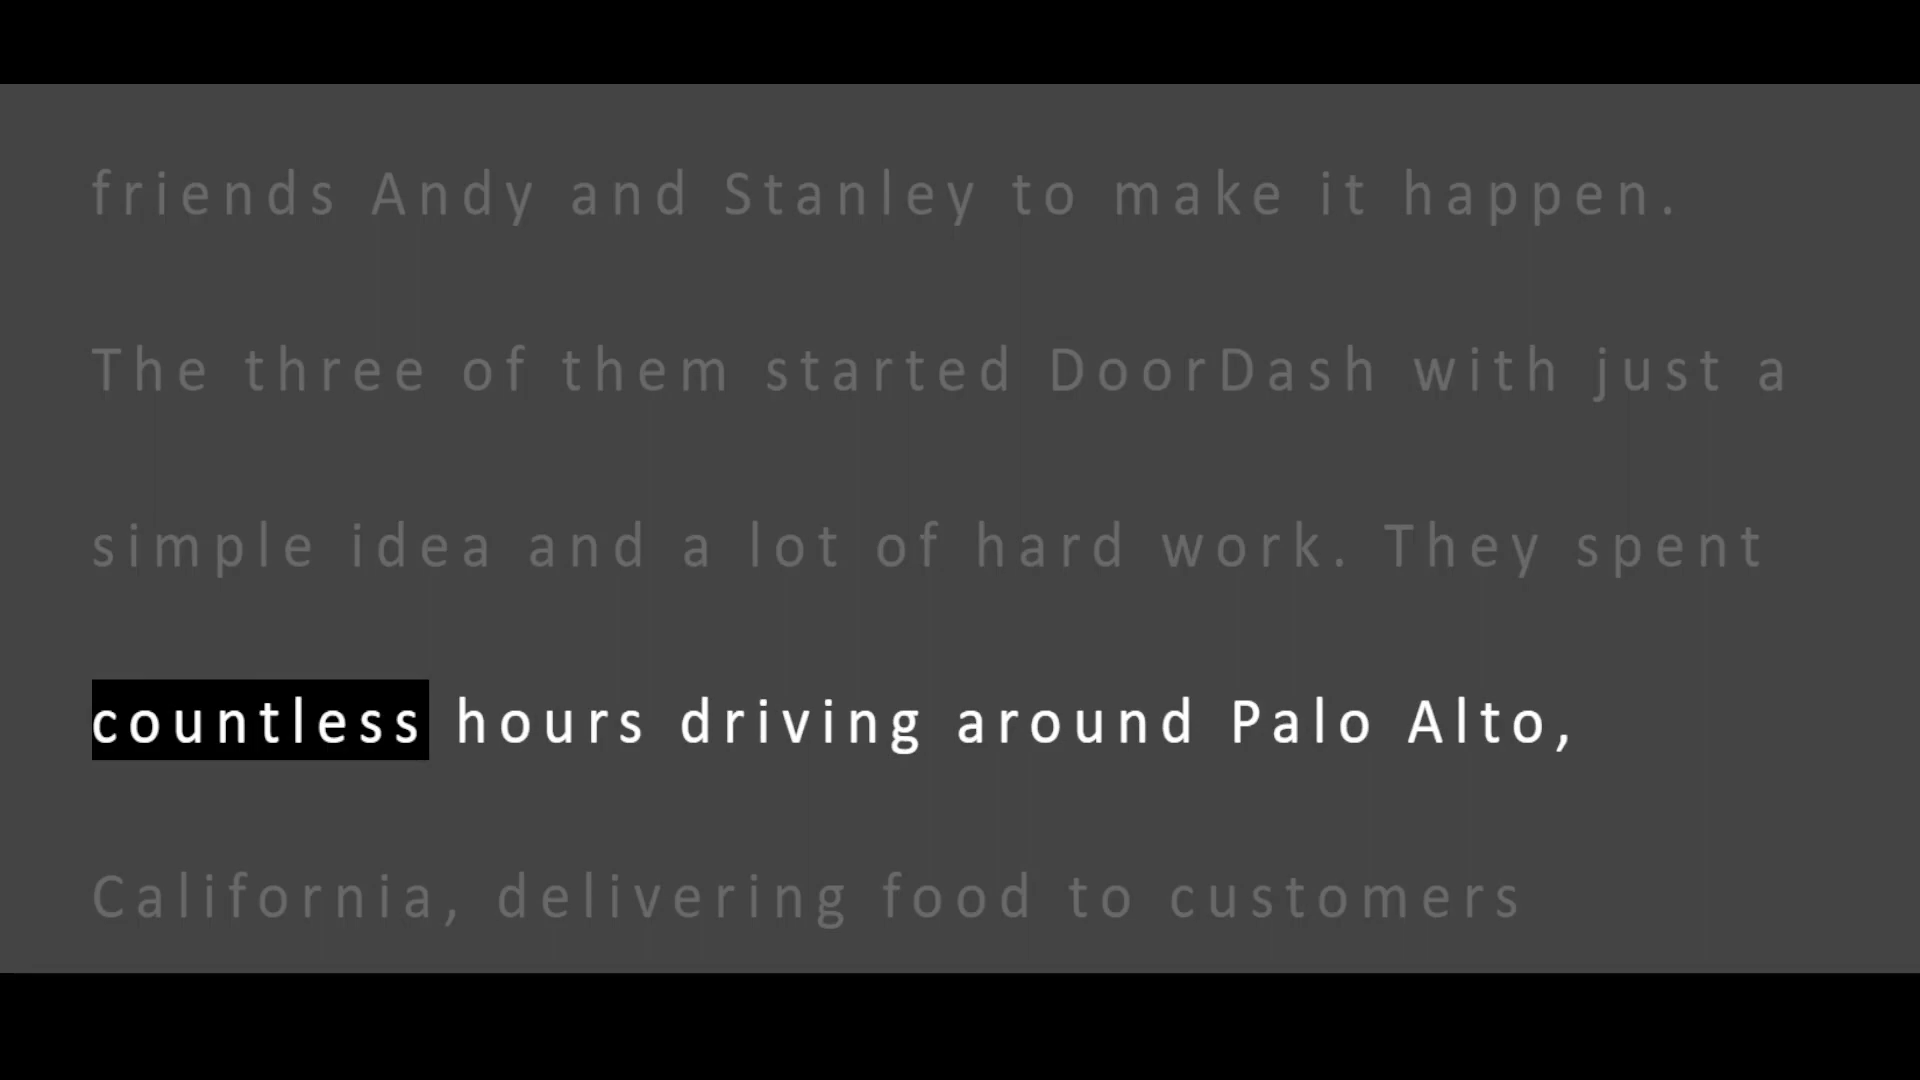 friends Andy and Stanley to make it happen.
The three of them started DoorDash with just a
simple idea and a lot of hard work. They spent
countless hours driving around Palo Alto,
California, delivering food to customers